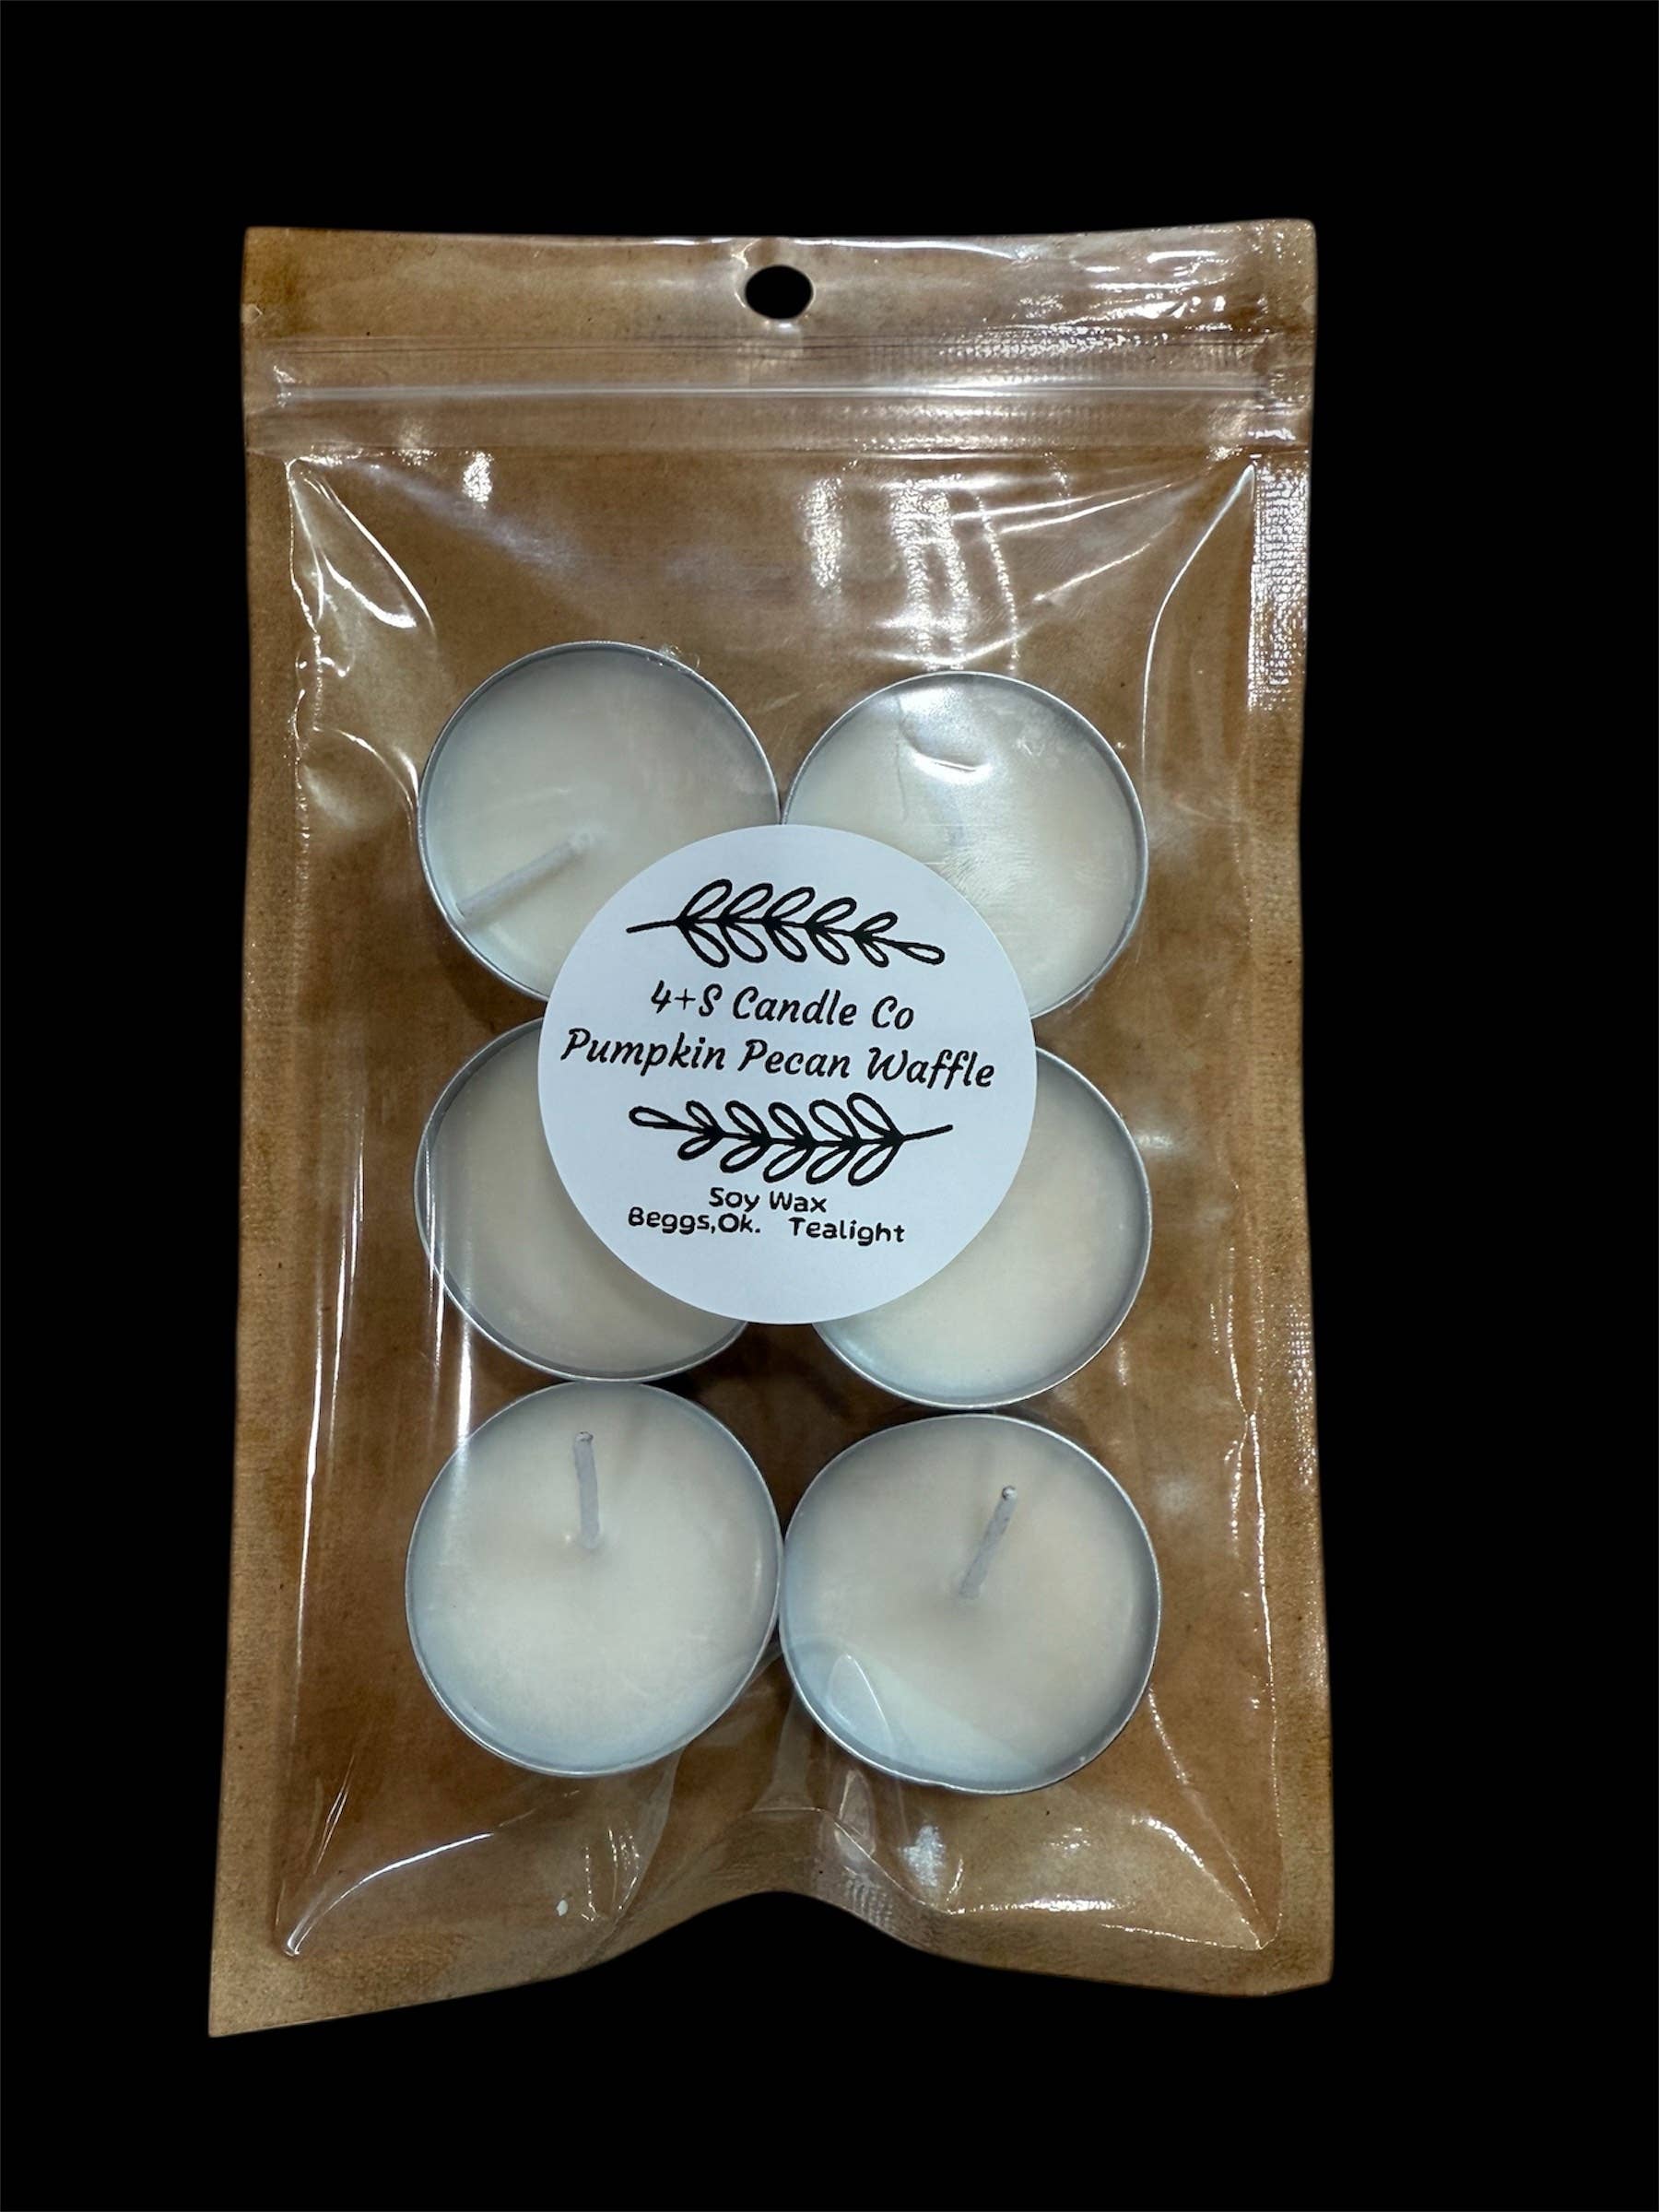 4+S Candle Co
Pumpkin Pecan Waffle
Soy Wax
Beggs,Ok. Tealight